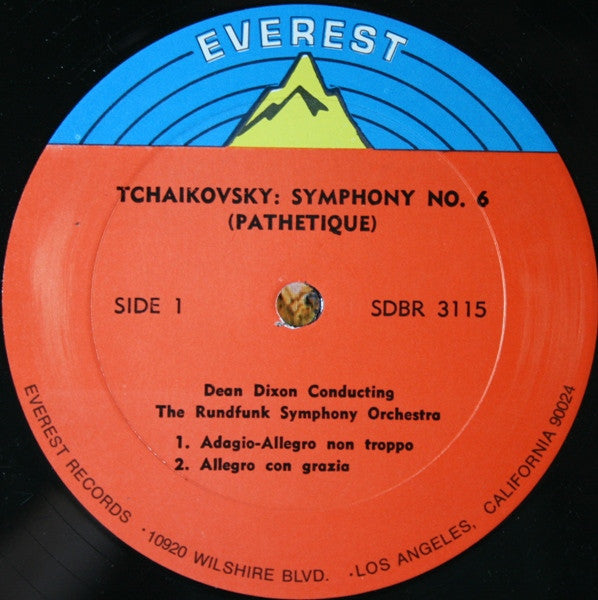 EVEREST
TCHAIKOVSKY: SYMPHONY NO. 6
(PATHETIQUE)
SIDE 1
SDBR 3115
Dean Dixon Conducting
The Rundfunk Symphony Orchestra
1. Adagio-Allegro non troppo
2. Allegro con grazia
EVEREST RECORDS · 10920 WILSHIRE BLVD. · LOS ANGELES, CALIFORNIA 90024